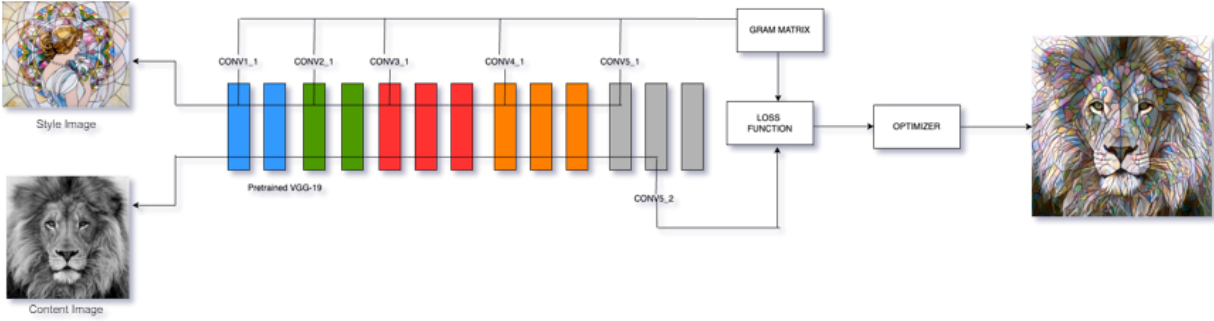 GRAM MATRIX
CONV1_1
CONV2_1
CONV3_1
CONV4_1
CONV5_1
Style Image
LOSS
FUNCTION
OPTIMIZER
Pretrained VGG-19
CONV5_2
Content Image